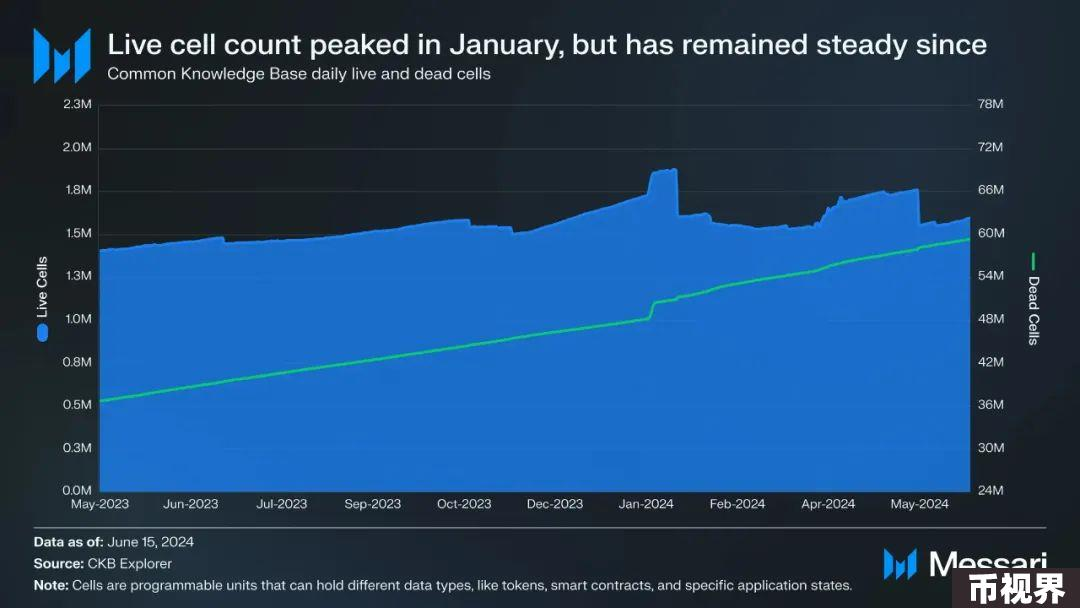 Live cell count peaked in January, but has remained steady since
Common Knowledge Base daily live and dead cells
2.3M
2.0M
1.8M
1.5M
1.3M
1.0M
0.8M
0.5M
0.3M
0.0M
Live Cells
78M
72M
66M
60M
54M
48M
42M
36M
30M
24M
Dead Cells
May-2023 Jun-2023 Jul-2023 Sep-2023 Oct-2023 Dec-2023 Jan-2024 Feb-2024 Apr-2024 May-2024
Data as of: June 15, 2024
Source: CKB Explorer
Note: Cells are programmable units that can hold different data types, like tokens, smart contracts, and specific application states.
Messari
币视界